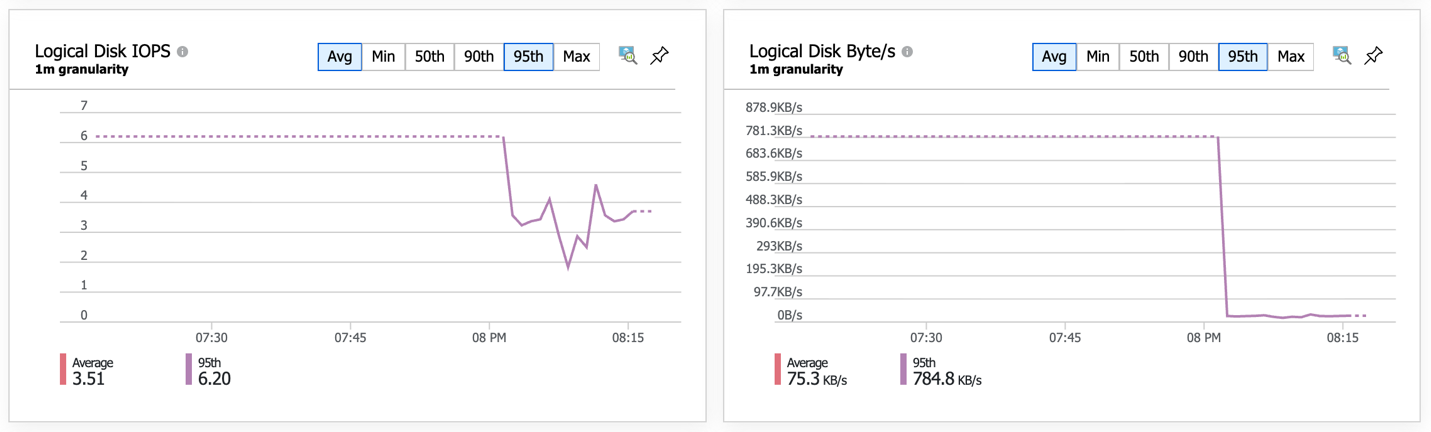 Logical Disk IOPS
1m granularity
Avg Min 50th 90th 95th Max
7
6
5
4
3
2
1
0
07:30 07:45 08 PM 08:15
Average
3.51
95th
6.20
Logical Disk Byte/s
1m granularity
Avg Min 50th 90th 95th Max
878.9KB/s
781.3KB/s
683.6KB/s
585.9KB/s
488.3KB/s
390.6KB/s
293KB/s
195.3KB/s
97.7KB/s
0B/s
07:30 07:45 08 PM 08:15
Average
75.3 KB/s
95th
784.8 KB/s